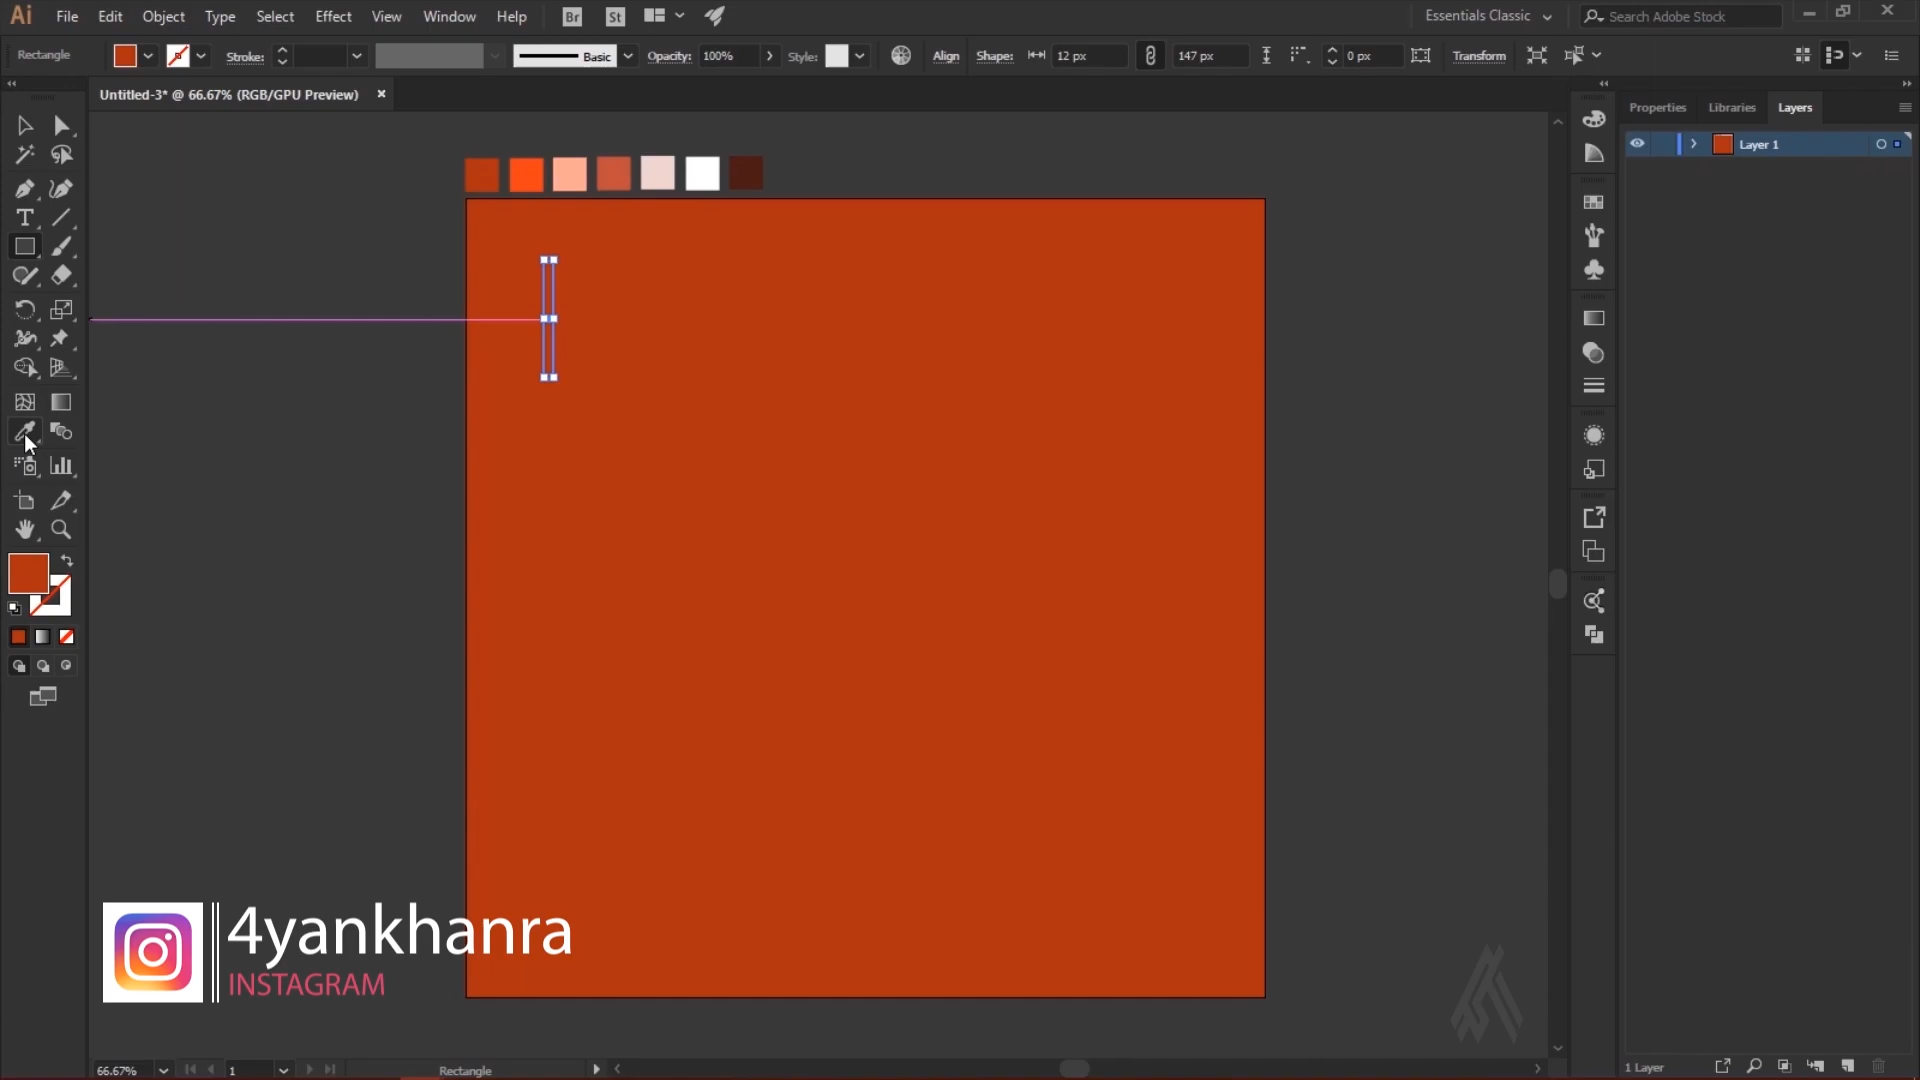 Ai File Edit Object Type Select Effect View Window Help Br St Essentials Classic Search Adobe Stock
Rectangle Stroke: Basic Opacity: 100% Style: Align Shape: 12 px 147 px 0 px Transform
Untitled-3* @ 66.67% (RGB/GPU Preview) ×
Properties Libraries Layers
Layer 1
T
4yankhanra
INSTAGRAM
66.67% 1 Rectangle 1 Layer